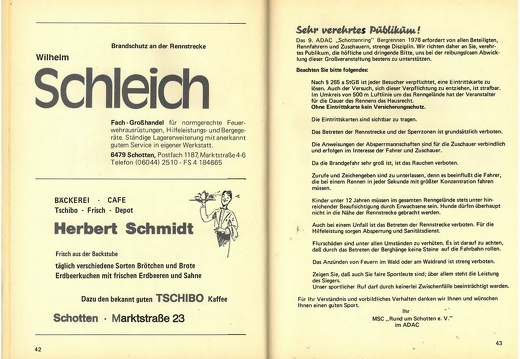 Brandschutz an der Rennstrecke
Wilhelm
Schleich
Fach-Großhandel für normgerechte Feuer-
wehrausrüstungen, Hilfeleistungs- und Bergege-
räte. Ständige Lagererweiterung mit anerkannt
gutem Service in eigener Werkstatt.
6479 Schotten, Postfach 1187, Marktstraße 4-6
Telefon (06044) 2510 - FS 4 184665
BÄCKEREI · CAFE
Tschibo · Frisch · Depot
Herbert Schmidt
Frisch aus der Backstube
täglich verschiedene Sorten Brötchen und Brote
Erdbeerkuchen mit frischen Erdbeeren und Sahne
Dazu den bekannt guten TSCHIBO Kaffee
Schotten · Marktstraße 23
42
Sehr verehrtes Publikum!
Das 9. ADAC „Schottenring" Bergrennen 1978 erfordert von allen Beteiligten,
Rennfahrern und Zuschauern, strenge Disziplin. Wir richten daher an Sie, verehr-
tes Publikum, die höfliche und dringende Bitte, uns bei der reibungslosen Abwick-
lung dieser Großveranstaltung bestens zu unterstützen.
Beachten Sie bitte folgendes:
Nach § 265 a StGB ist jeder Besucher verpflichtet, eine Eintrittskarte zu
lösen. Auch der Versuch, sich dieser Verpflichtung zu entziehen, ist strafbar.
Im Umkreis von 500 m Luftlinie um das Renngelände hat der Veranstalter
für die Dauer des Rennens das Hausrecht.
Ohne Eintrittskarte kein Versicherungsschutz.
Die Eintrittskarten sind sichtbar zu tragen.
Das Betreten der Rennstrecke und der Sperrzonen ist grundsätzlich verboten.
Die Anweisungen der Absperrmannschaften sind für die Zuschauer verbindlich
und erfolgen im Interesse der Fahrer und Zuschauer.
Da die Brandgefahr sehr groß ist, ist das Rauchen verboten.
Zurufe und Zeichengeben sind zu unterlassen, denn es beeinflußt die Fahrer,
die bei einem Rennen in jeder Sekunde mit größter Konzentration fahren
müssen.
Kinder unter 12 Jahren müssen im gesamten Renngelände stets unter hin-
reichender Beaufsichtigung durch Erwachsene sein. Hunde dürfen überhaupt
nicht in die Nähe der Rennstrecke gebracht werden.
Auch bei einem Unfall ist das Betreten der Rennstrecke verboten. Für die
Hilfeleistung sorgen Absperrung und Sanitätsdienst.
Flurschäden sind unter allen Umständen zu verhüten. Es ist darauf zu achten,
daß durch das Betreten der Berghänge keine Steine auf die Fahrbahn rollen.
Das Anzünden von Feuern im Wald oder am Waldrand ist streng verboten.
Zeigen Sie, daß auch Sie faire Sportleute sind; über allem steht die Leistung
des Siegers.
Unser sportlicher Ruf darf durch keinerlei Zwischenfälle beeinträchtigt werden.
Für Ihr Verständnis und vorbildliches Verhalten danken wir Ihnen und wünschen
Ihnen einen guten Sport.
Ihr
MSC „Rund um Schotten e. V."
im ADAC
43